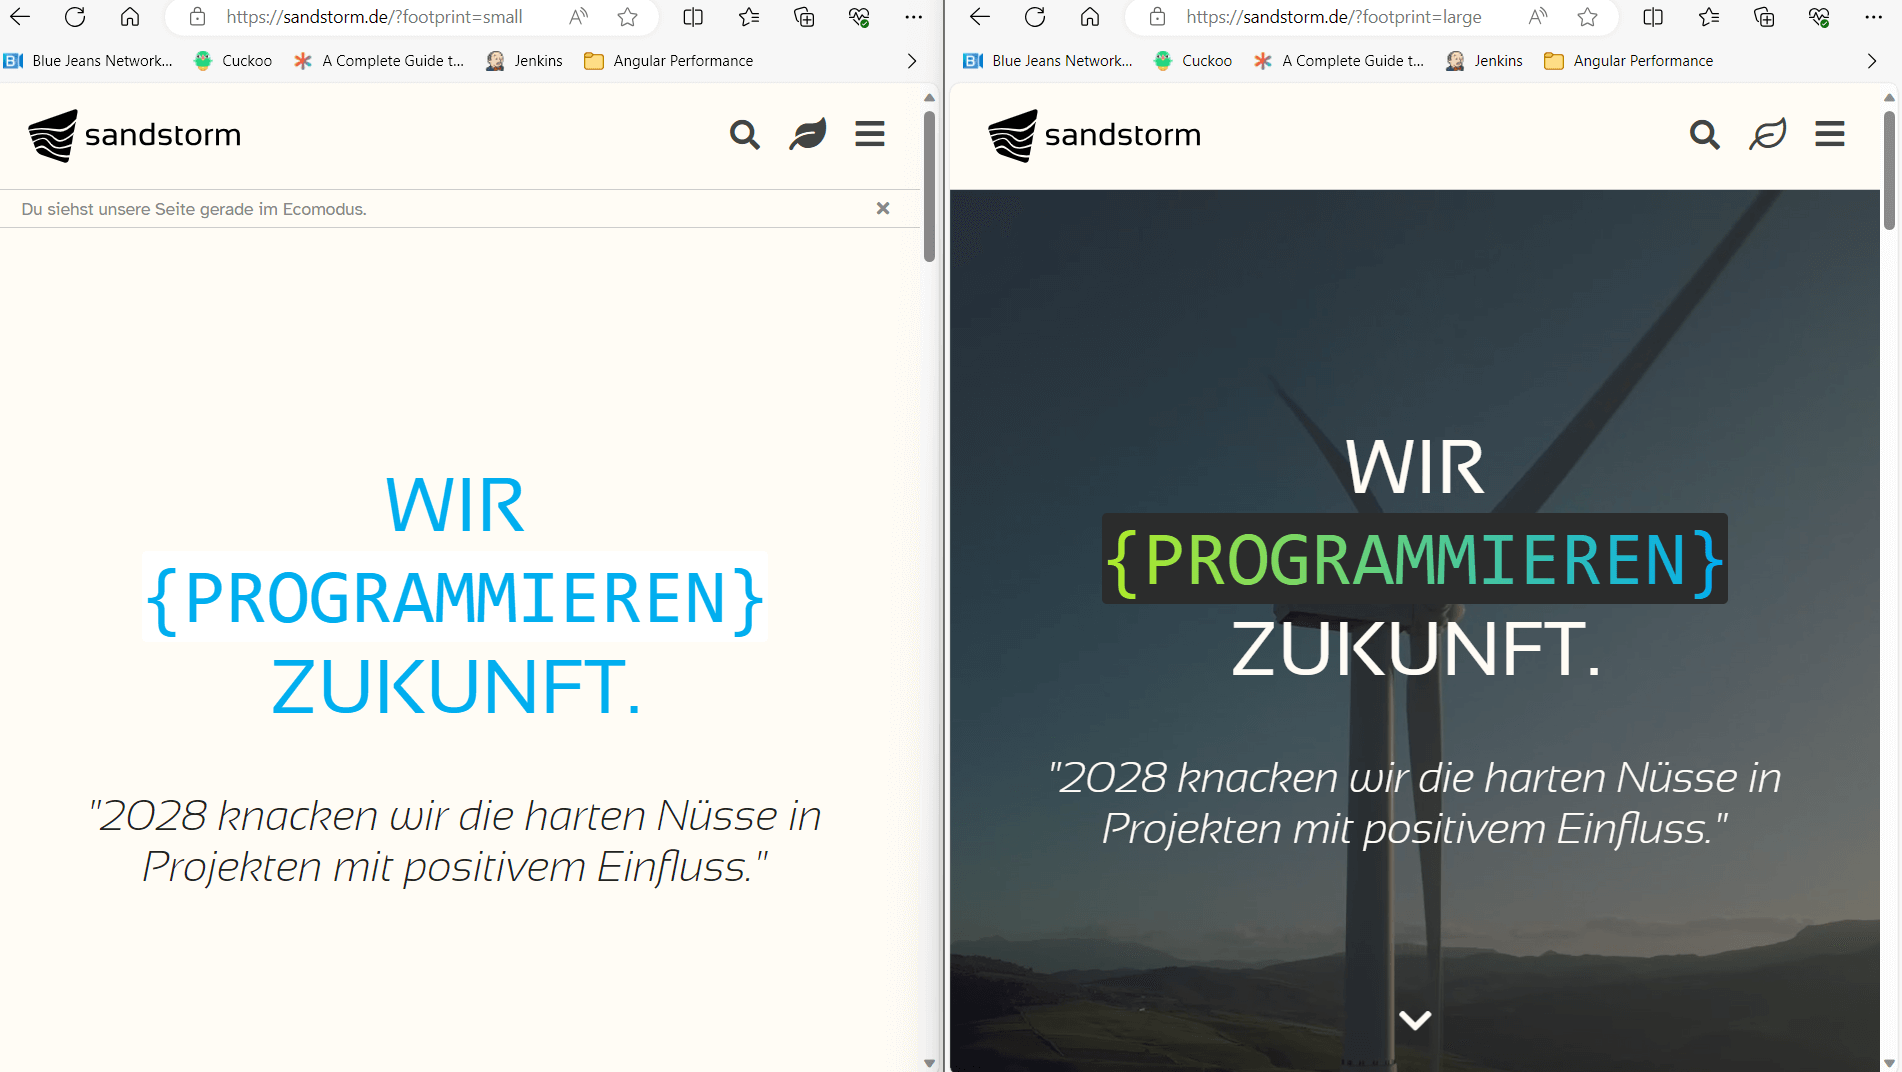 https://sandstorm.de/?footprint=small
Blue Jeans Network...
Cuckoo
A Complete Guide t...
Jenkins
Angular Performance
sandstorm
Du siehst unsere Seite gerade im Ecomodus.
WIR
{PROGRAMMIEREN}
ZUKUNFT.
"2028 knacken wir die harten Nüsse in
Projekten mit positivem Einfluss."
https://sandstorm.de/?footprint=large
Blue Jeans Network...
Cuckoo
A Complete Guide t...
Jenkins
Angular Performance
sandstorm
WIR
{PROGRAMMIEREN}
ZUKUNFT.
"2028 knacken wir die harten Nüsse in
Projekten mit positivem Einfluss."